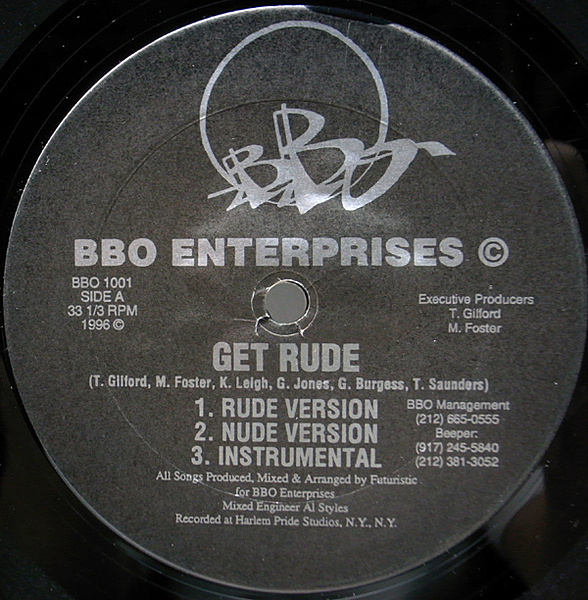 BBO
BBO ENTERPRISES ©
BBO 1001
SIDE A
33 1/3 RPM
1996 ©
Executive Producers
T. Gilford
M. Foster
GET RUDE
(T. Gilford, M. Foster, K. Leigh, G. Jones, G. Burgess, T. Saunders)
1. RUDE VERSION
2. NUDE VERSION
3. INSTRUMENTAL
BBO Management
(212) 665-0555
Beeper:
(917) 245-5840
(212) 381-3052
All Songs Produced, Mixed & Arranged by Futuristic
for BBO Enterprises
Mixed Engineer Al Styles
Recorded at Harlem Pride Studios, N.Y., N.Y.